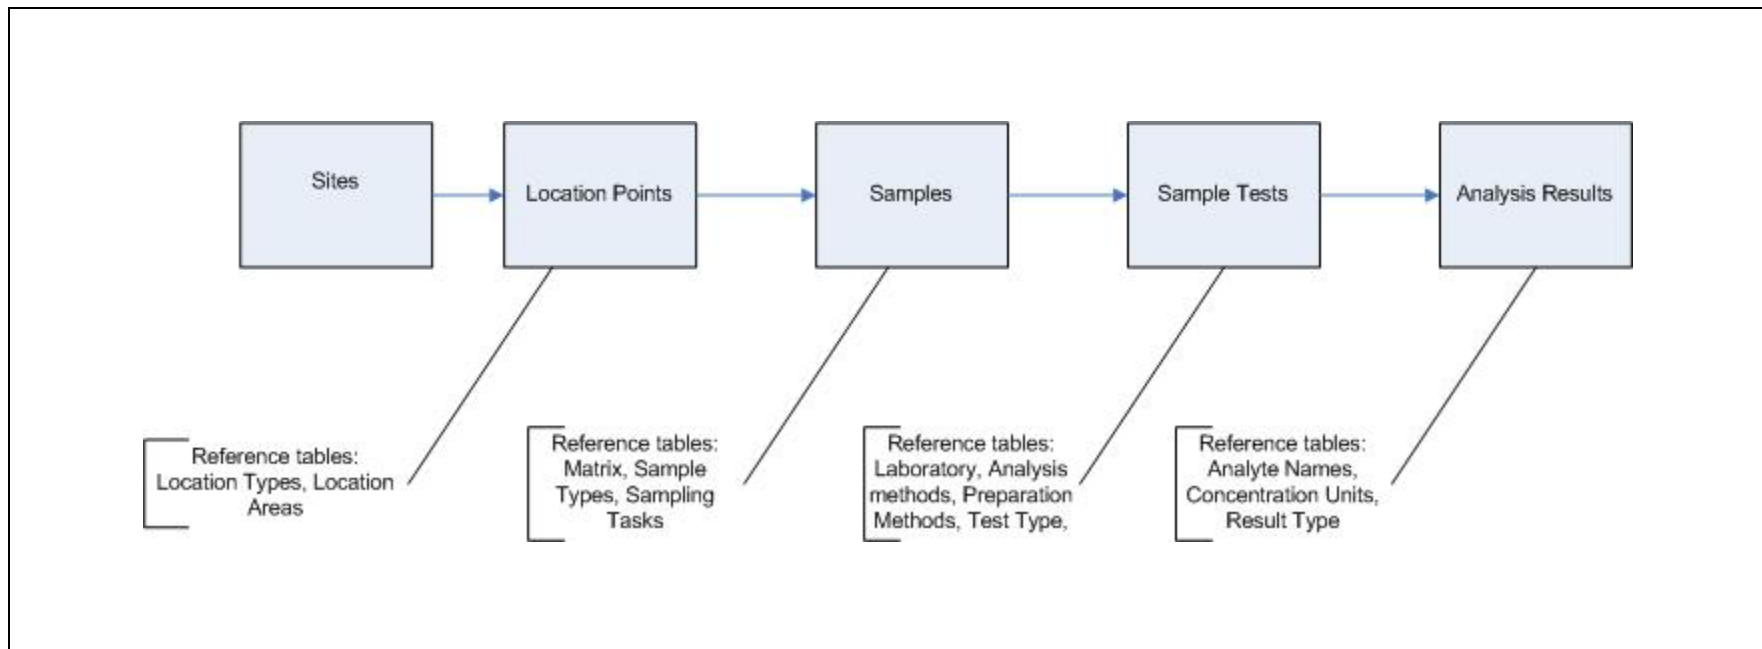 Sites
Location Points
Samples
Sample Tests
Analysis Results
Reference tables:
Location Types, Location
Areas
Reference tables:
Matrix, Sample
Types, Sampling
Tasks
Reference tables:
Laboratory, Analysis
methods, Preparation
Methods, Test Type,
Reference tables:
Analyte Names,
Concentration Units,
Result Type